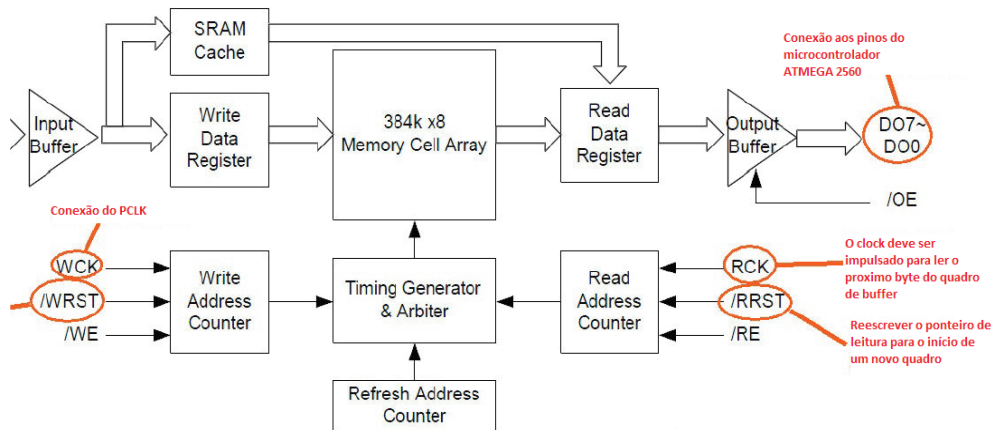 SRAM
Cache
Conexão aos pinos do
microcontrolador
ATMEGA 2560
Input
Buffer
Write
Data
Register
384k x8
Memory Cell Array
Read
Data
Register
Output
Buffer
DO7~
DO0
/OE
Conexão do PCLK
WCK
/WRST
/WE
Write
Address
Counter
Timing Generator
& Arbiter
Read
Address
Counter
RCK
/RRST
/RE
O clock deve ser
impulsado para ler o
proximo byte do quadro
de buffer
Reescrever o ponteiro de
leitura para o início de
um novo quadro
Refresh Address
Counter